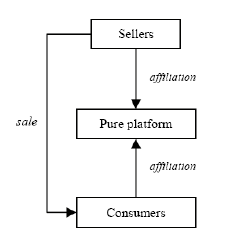 Sellers
affiliation
sale
Pure platform
affiliation
Consumers